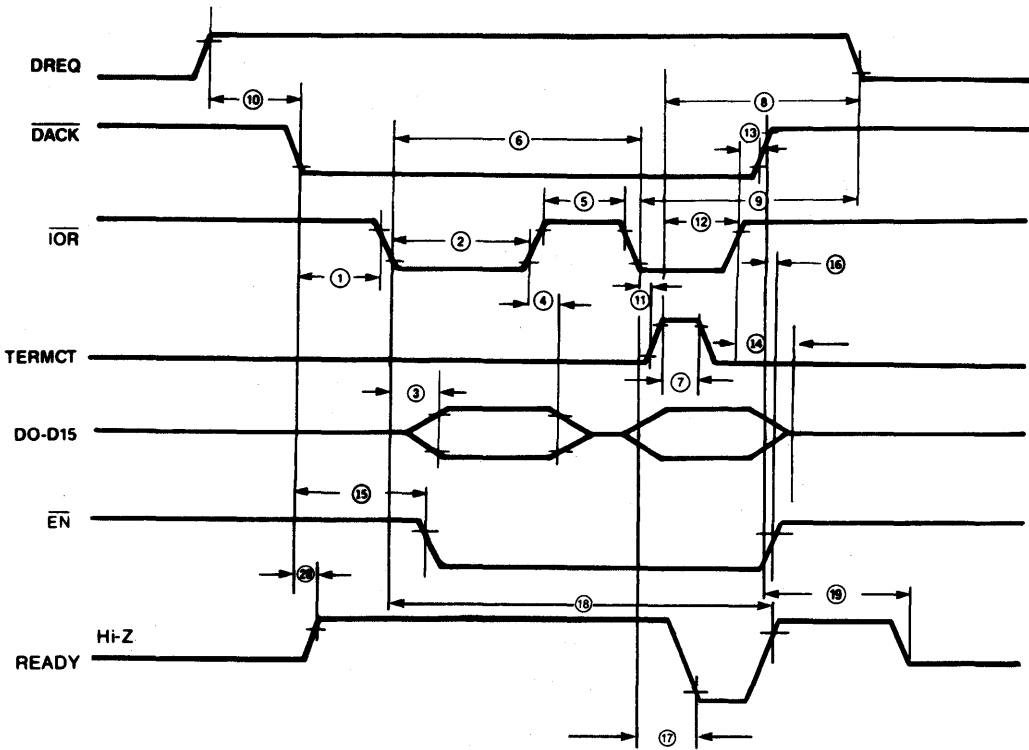 DREQ
⑩
⑧
DACK
⑬
⑥
⑤
⑨
IOR
②
⑫
①
⑯
④
⑪
TERMCT
⑭
③
⑦
DO-D15
⑮
EN
⑳
⑱
⑲
Hi-Z
READY
⑰